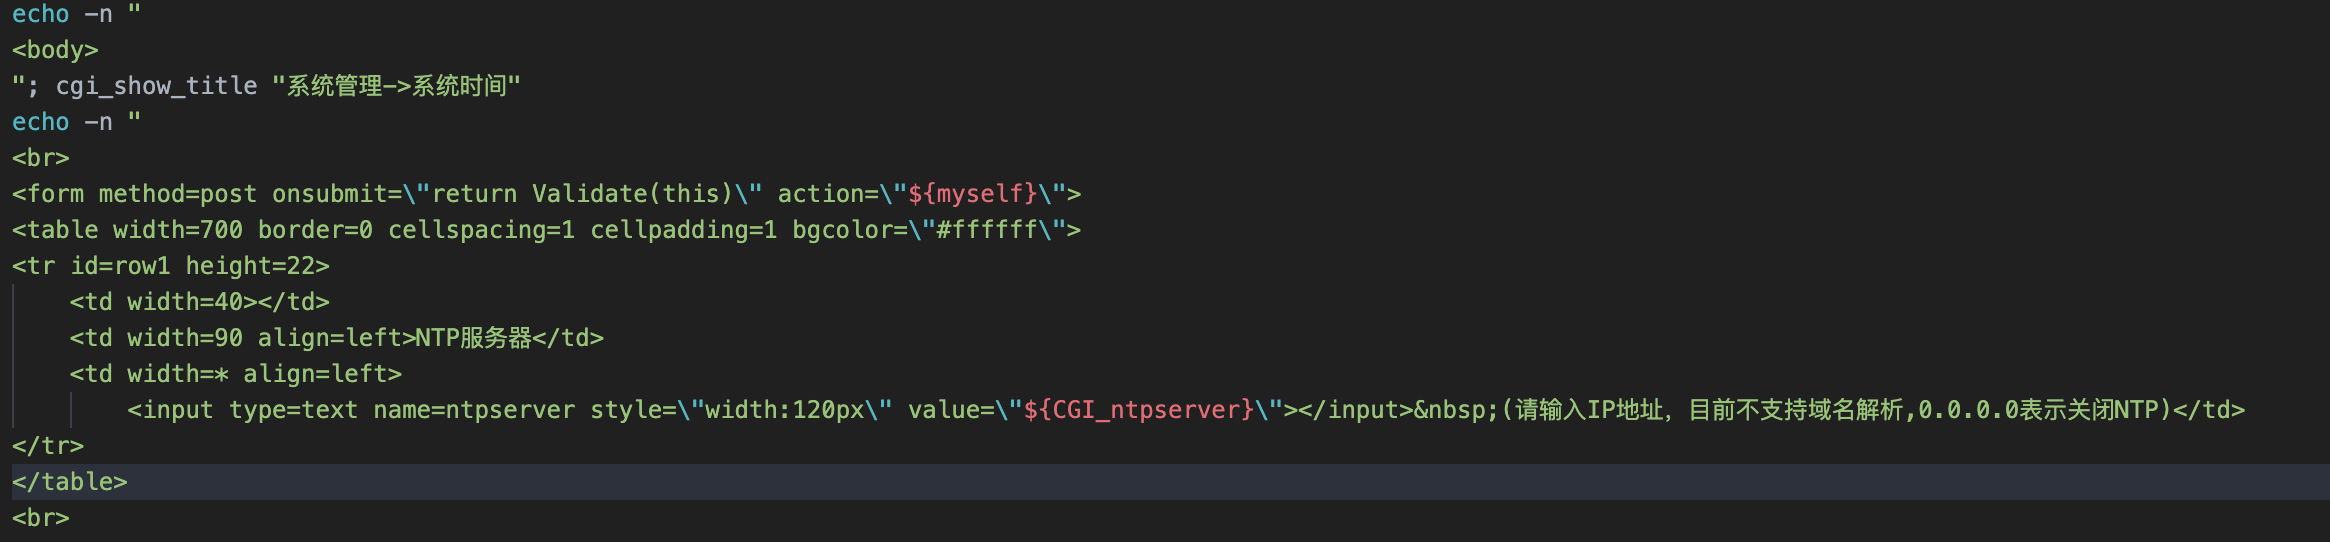 echo -n "
<body>
"; cgi_show_title "系统管理->系统时间"
echo -n "
<br>
<form method=post onsubmit=\"return Validate(this)\" action=\"${myself}\">
<table width=700 border=0 cellspacing=1 cellpadding=1 bgcolor=\"#ffffff\">
<tr id=row1 height=22>
    <td width=40></td>
    <td width=90 align=left>NTP服务器</td>
    <td width=* align=left>
        <input type=text name=ntpserver style=\"width:120px\" value=\"${CGI_ntpserver}\"></input>&nbsp;(请输入IP地址，目前不支持域名解析,0.0.0.0表示关闭NTP)</td>
</tr>
</table>
<br>